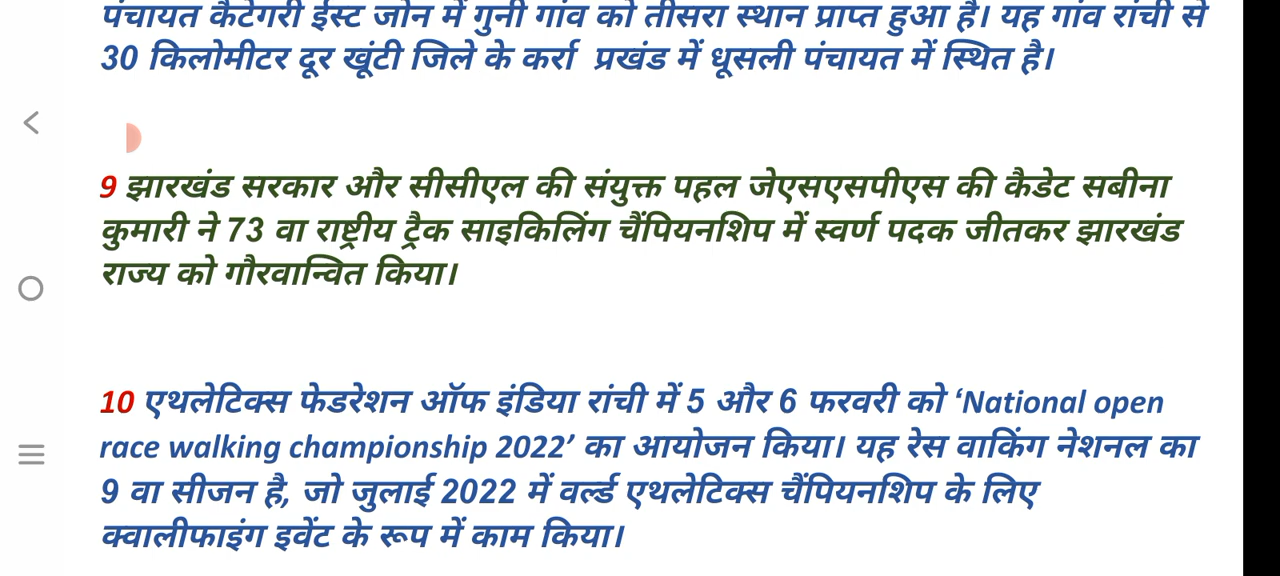 पंचायत कैटेगरी ईस्ट जोन में गुनी गांव को तीसरा स्थान प्राप्त हुआ है। यह गांव रांची से
30 किलोमीटर दूर खूंटी जिले के कर्रा प्रखंड में धूसली पंचायत में स्थित है।
9 झारखंड सरकार और सीसीएल की संयुक्त पहल जेएसएसपीएस की कैडेट सबीना
कुमारी ने 73 वा राष्ट्रीय ट्रैक साइकिलिंग चैंपियनशिप में स्वर्ण पदक जीतकर झारखंड
राज्य को गौरवान्वित किया।
10 एथलेटिक्स फेडरेशन ऑफ इंडिया रांची में 5 और 6 फरवरी को ‘National open
race walking championship 2022’ का आयोजन किया। यह रेस वाकिंग नेशनल का
9 वा सीजन है, जो जुलाई 2022 में वर्ल्ड एथलेटिक्स चैंपियनशिप के लिए
क्वालीफाइंग इवेंट के रूप में काम किया।